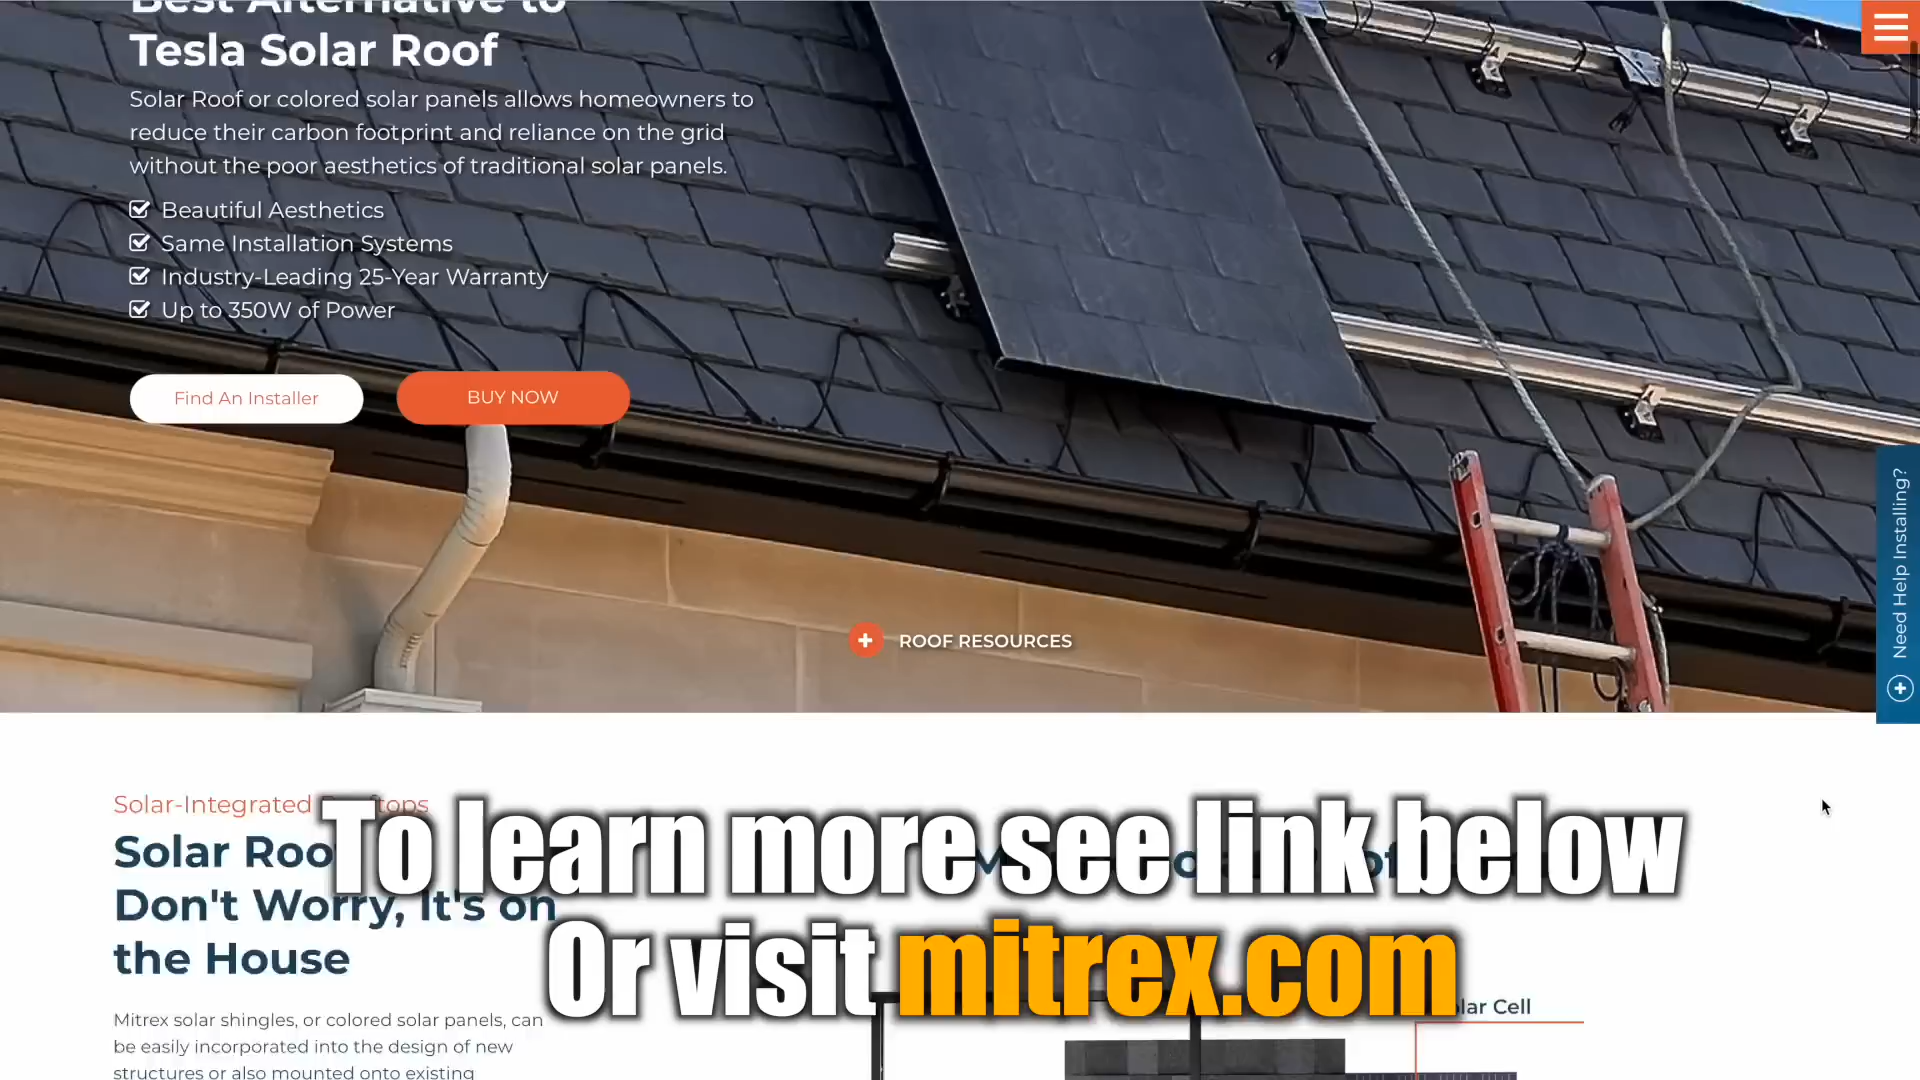 Best Alternative to
Tesla Solar Roof
Solar Roof or colored solar panels allows homeowners to
reduce their carbon footprint and reliance on the grid
without the poor aesthetics of traditional solar panels.
Beautiful Aesthetics
Same Installation Systems
Industry-Leading 25-Year Warranty
Up to 350W of Power
Find An Installer
BUY NOW
Need Help Installing?
ROOF RESOURCES
Solar-Integrated
Solar
Don't Worry, It's on
the House
To learn more see link below
Or visit mitrex.com
Cell
Mitrex solar shingles, or colored solar panels, can
be easily incorporated into the design of new
structures or also mounted onto existing